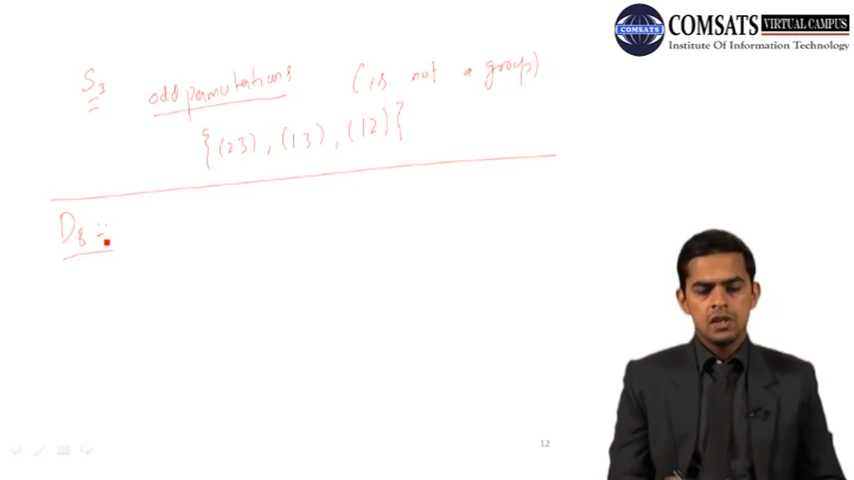 COMSATS VIRTUAL CAMPUS
Institute Of Information Technology
S3 odd permutations (is not a group)
{(23), (13), (12)}
D8 =
12